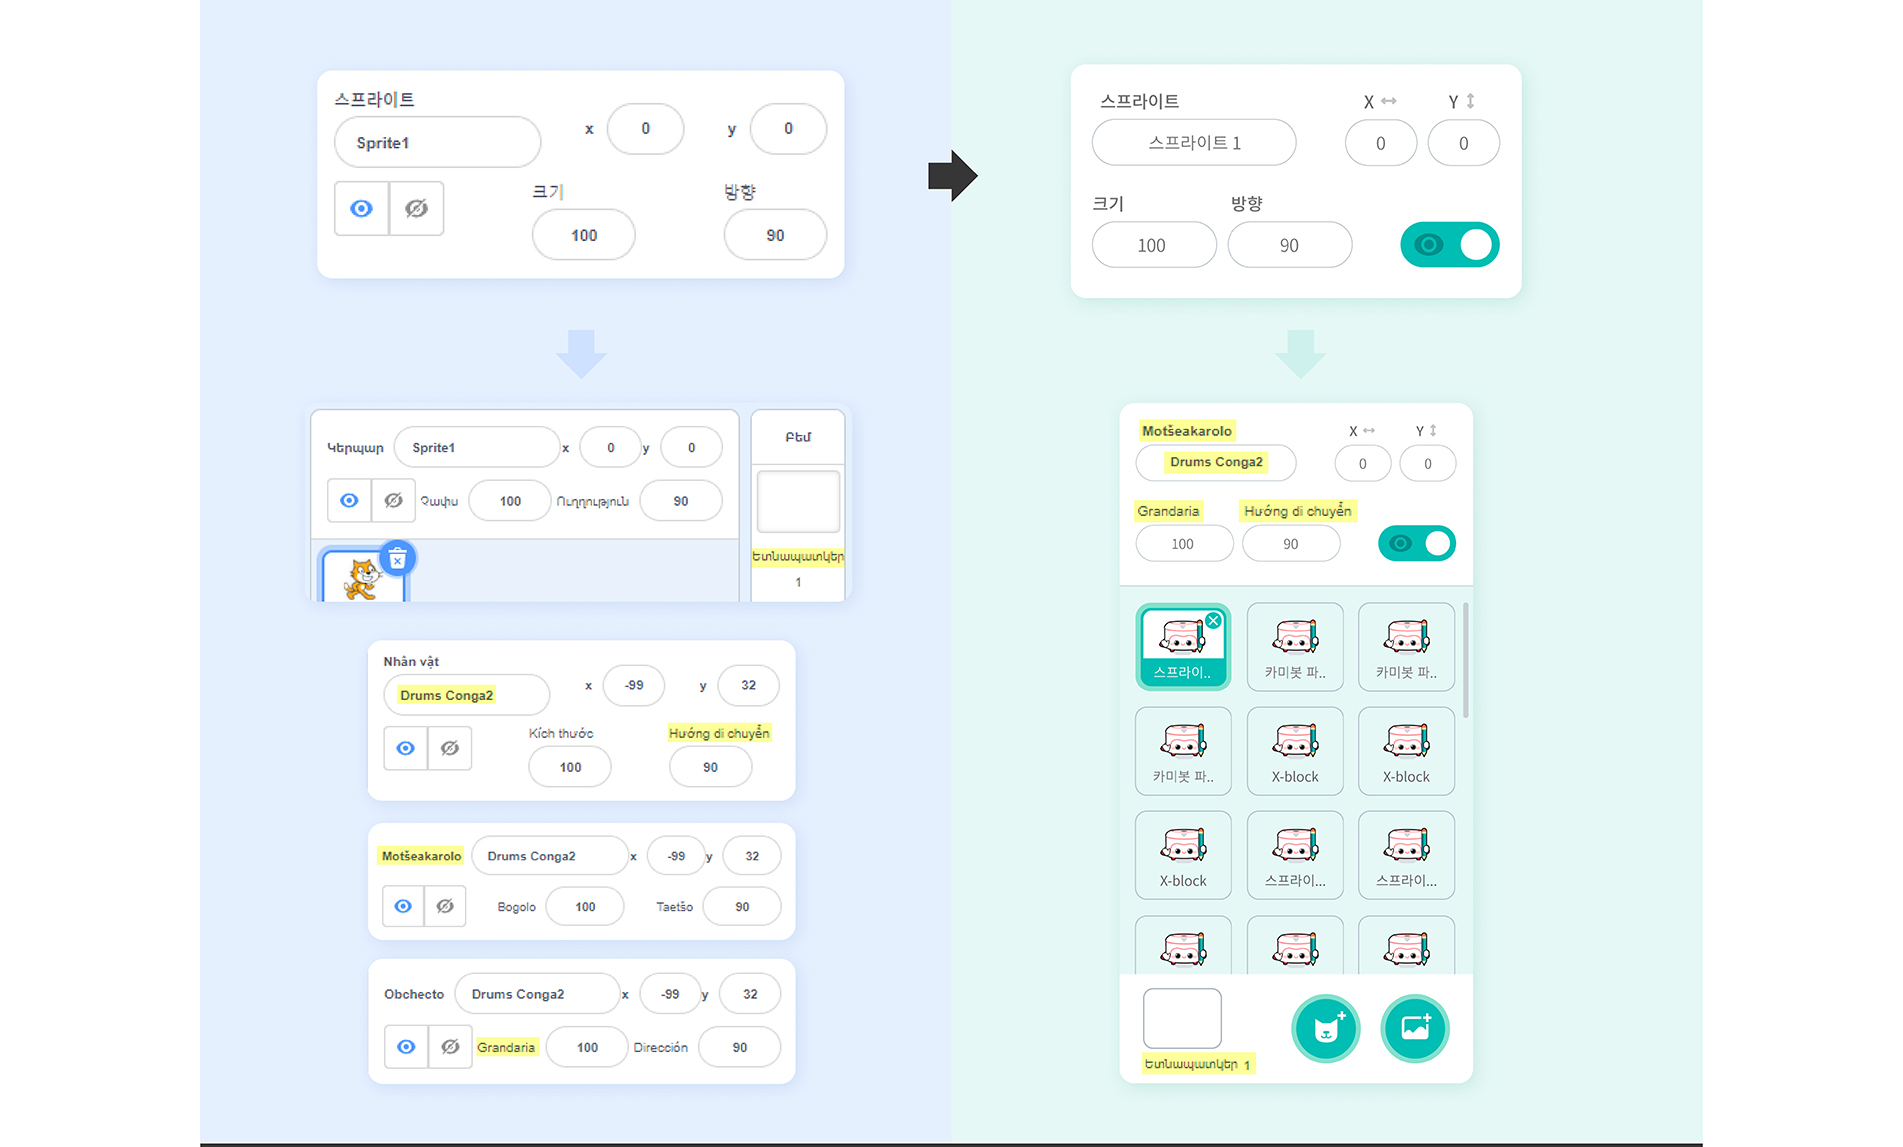 스프라이트
Sprite1
x 0 y 0
크기
100
방향
90
Կերպար Sprite1 x 0 y 0
Չափս 100 Ուղղություն 90
Բեմ
Ետնապատկեր
1
Nhân vật
Drums Conga2
x -99 y 32
Kích thước
100
Hướng di chuyển
90
Motšeakarolo Drums Conga2 x -99 y 32
Bogolo 100 Taetšo 90
Obchecto Drums Conga2 x -99 y 32
Grandaria 100 Dirección 90
스프라이트
X Y
스프라이트 1
0 0
크기 방향
100 90
Motšeakarolo
X Y
Drums Conga2
0 0
Grandaria Hướng di chuyển
100 90
스프라이.. 카미봇 파.. 카미봇 파..
카미봇 파.. X-block X-block
X-block 스프라이... 스프라이...
Ետնապատկեր 1